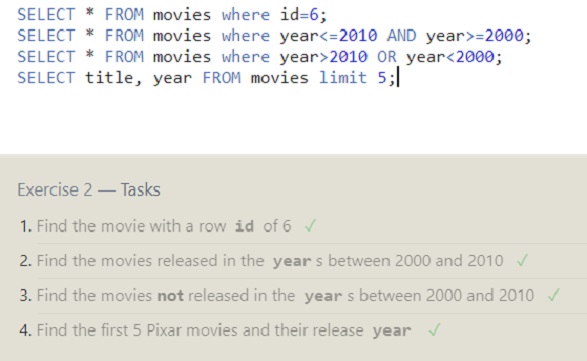 SELECT * FROM movies where id=6;
SELECT * FROM movies where year<=2010 AND year>=2000;
SELECT * FROM movies where year>2010 OR year<2000;
SELECT title, year FROM movies limit 5;
Exercise 2 — Tasks
1. Find the movie with a row id of 6 ✓
2. Find the movies released in the year s between 2000 and 2010 ✓
3. Find the movies not released in the year s between 2000 and 2010 ✓
4. Find the first 5 Pixar movies and their release year ✓